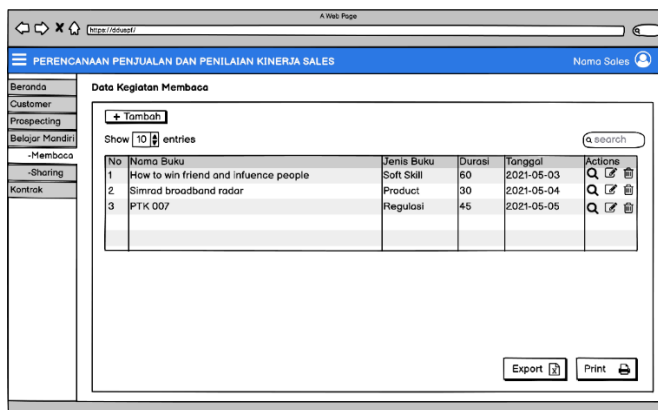 A Web Page
https://dduspf/
PERENCANAAN PENJUALAN DAN PENILAIAN KINERJA SALES
Nama Sales
Beranda
Customer
Prospecting
Belajar Mandiri
-Membaca
-Sharing
Kontrak
Data Kegiatan Membaca
+ Tambah
Show 10 entries
search
No Nama Buku Jenis Buku Durasi Tanggal Actions
1 How to win friend and infuence people Soft Skill 60 2021-05-03
2 Simrad broadband radar Product 30 2021-05-04
3 PTK 007 Regulasi 45 2021-05-05
Export
Print